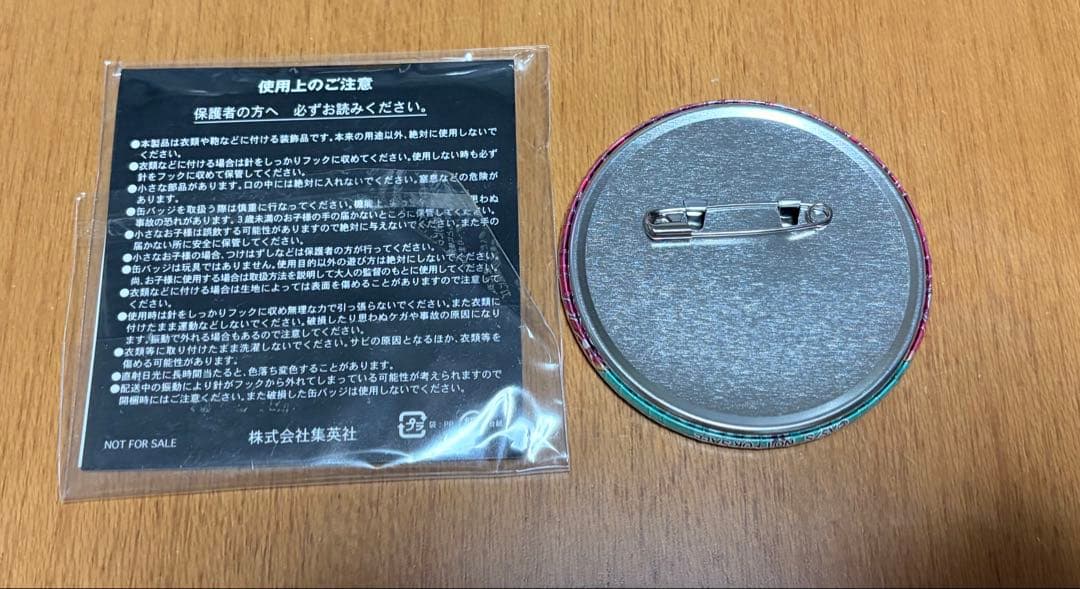 使用上のご注意
保護者の方へ 必ずお読みください。
●本製品は衣類や鞄などに付ける装飾品です。本来の用途以外、絶対に使用しないで
ください。
●衣類などに付ける場合は針をしっかりフックに収めてください。使用しない時も必ず
針をフックに収めて保管してください。
●小さな部品があります。口の中には絶対に入れないでください。窒息などの危険が
あります。
●缶バッジを取扱う際は慎重に行なってください。機能上、思わぬ
事故の恐れがあります。3歳未満のお子様の手の届かないところに保管してください。
●小さなお子様は誤飲する可能性がありますので絶対に与えないでください。また手の
届かない所に安全に保管してください。
●小さなお子様の場合、つけはずしなどは保護者の方が行ってください。
●缶バッジは玩具ではありません。使用目的以外の遊び方は絶対にしないでください。
尚、お子様に使用する場合は取扱方法を説明して大人の監督のもとに使用してください。
●衣類などに付ける場合は生地によっては表面を傷めることがありますので注意して
ください。
●使用時は針をしっかりフックに収め無理な力で引っ張らないでください。また衣類に
付けたまま運動などしないでください。破損したり思わぬケガや事故の原因になり
ます。振動で外れる場合もあるので注意してください。
●衣類等に取り付けたまま洗濯しないでください。サビの原因となるほか、衣類等を
傷める可能性があります。
●直射日光に長時間当たると、色落ち変色することがあります。
●配送中の振動により針がフックから外れてしまっている可能性が考えられますので
開梱時にはご注意ください。また破損した缶バッジは使用しないでください。
NOT FOR SALE
株式会社集英社
プラ
袋:PP